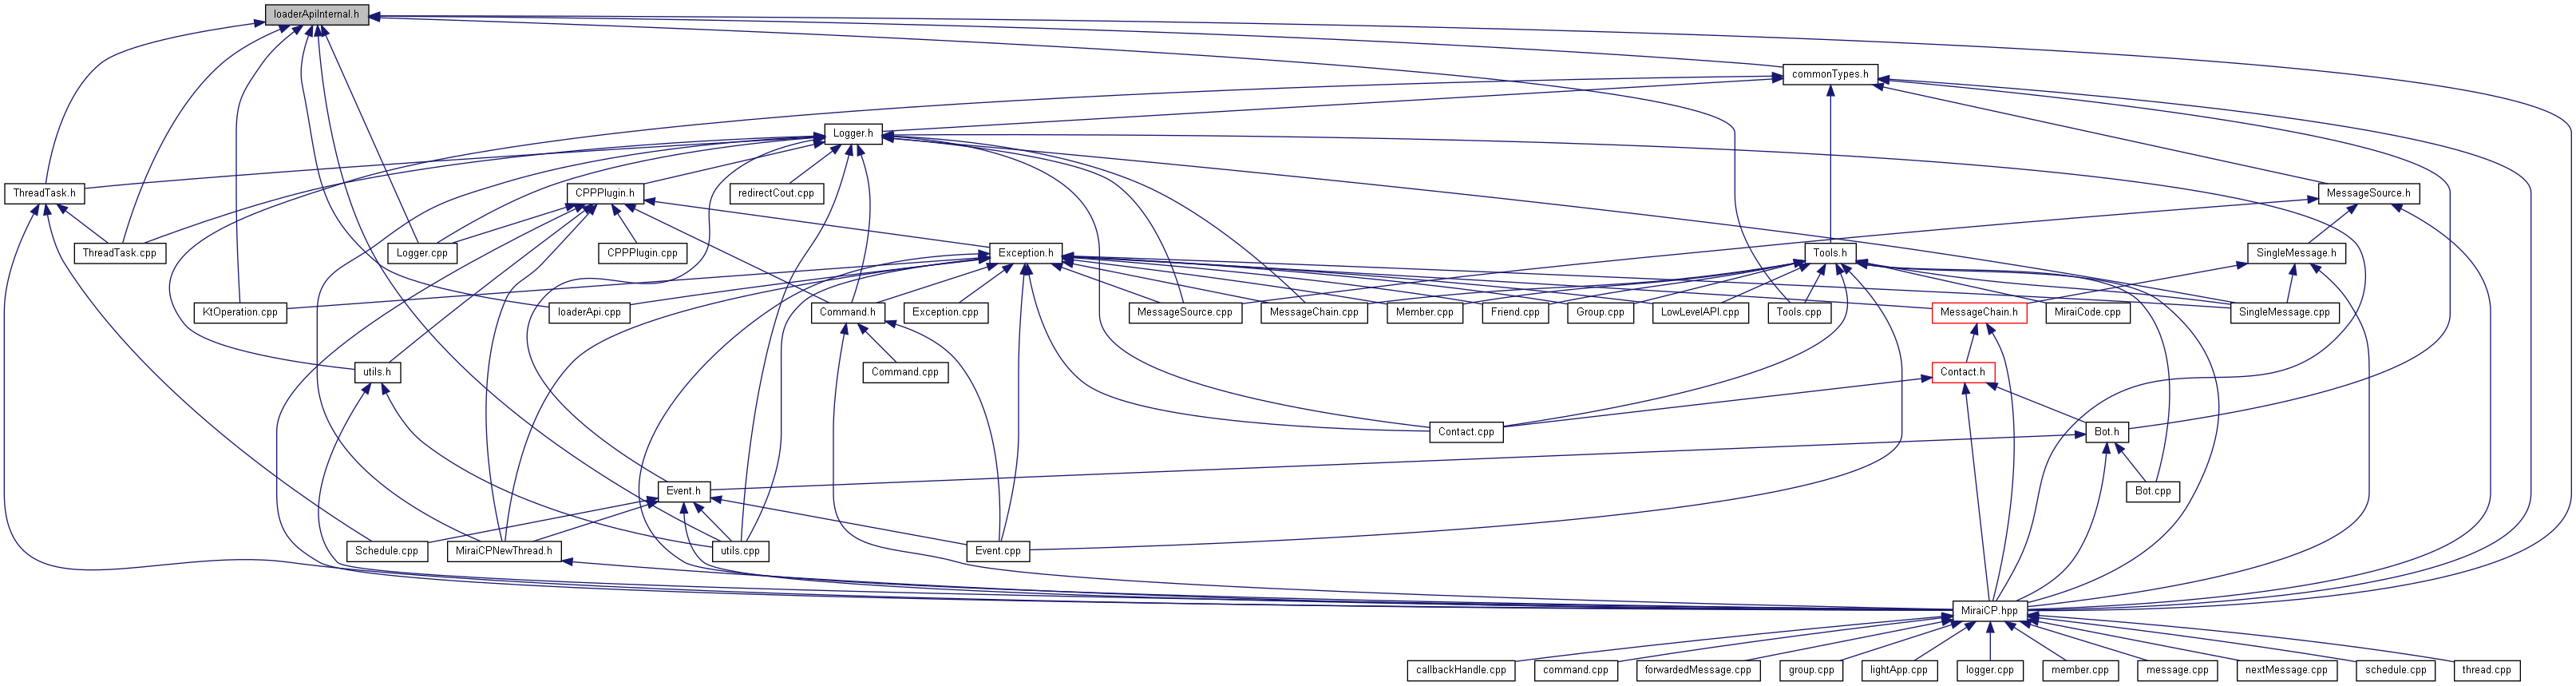 loaderApiInternal.h
commonTypes.h
Logger.h
ThreadTask.h
CPPPlugin.h
redirectCout.cpp
MessageSource.h
ThreadTask.cpp
Logger.cpp
CPPPlugin.cpp
Exception.h
Tools.h
SingleMessage.h
KtOperation.cpp
loaderApi.cpp
Command.h
Exception.cpp
MessageSource.cpp
MessageChain.cpp
Member.cpp
Friend.cpp
Group.cpp
LowLevelAPI.cpp
Tools.cpp
MessageChain.h
MiraiCode.cpp
SingleMessage.cpp
utils.h
Command.cpp
Contact.h
Contact.cpp
Bot.h
Event.h
Bot.cpp
Schedule.cpp
MiraiCPNewThread.h
utils.cpp
Event.cpp
MiraiCP.hpp
callbackHandle.cpp
command.cpp
forwardedMessage.cpp
group.cpp
lightApp.cpp
logger.cpp
member.cpp
message.cpp
nextMessage.cpp
schedule.cpp
thread.cpp